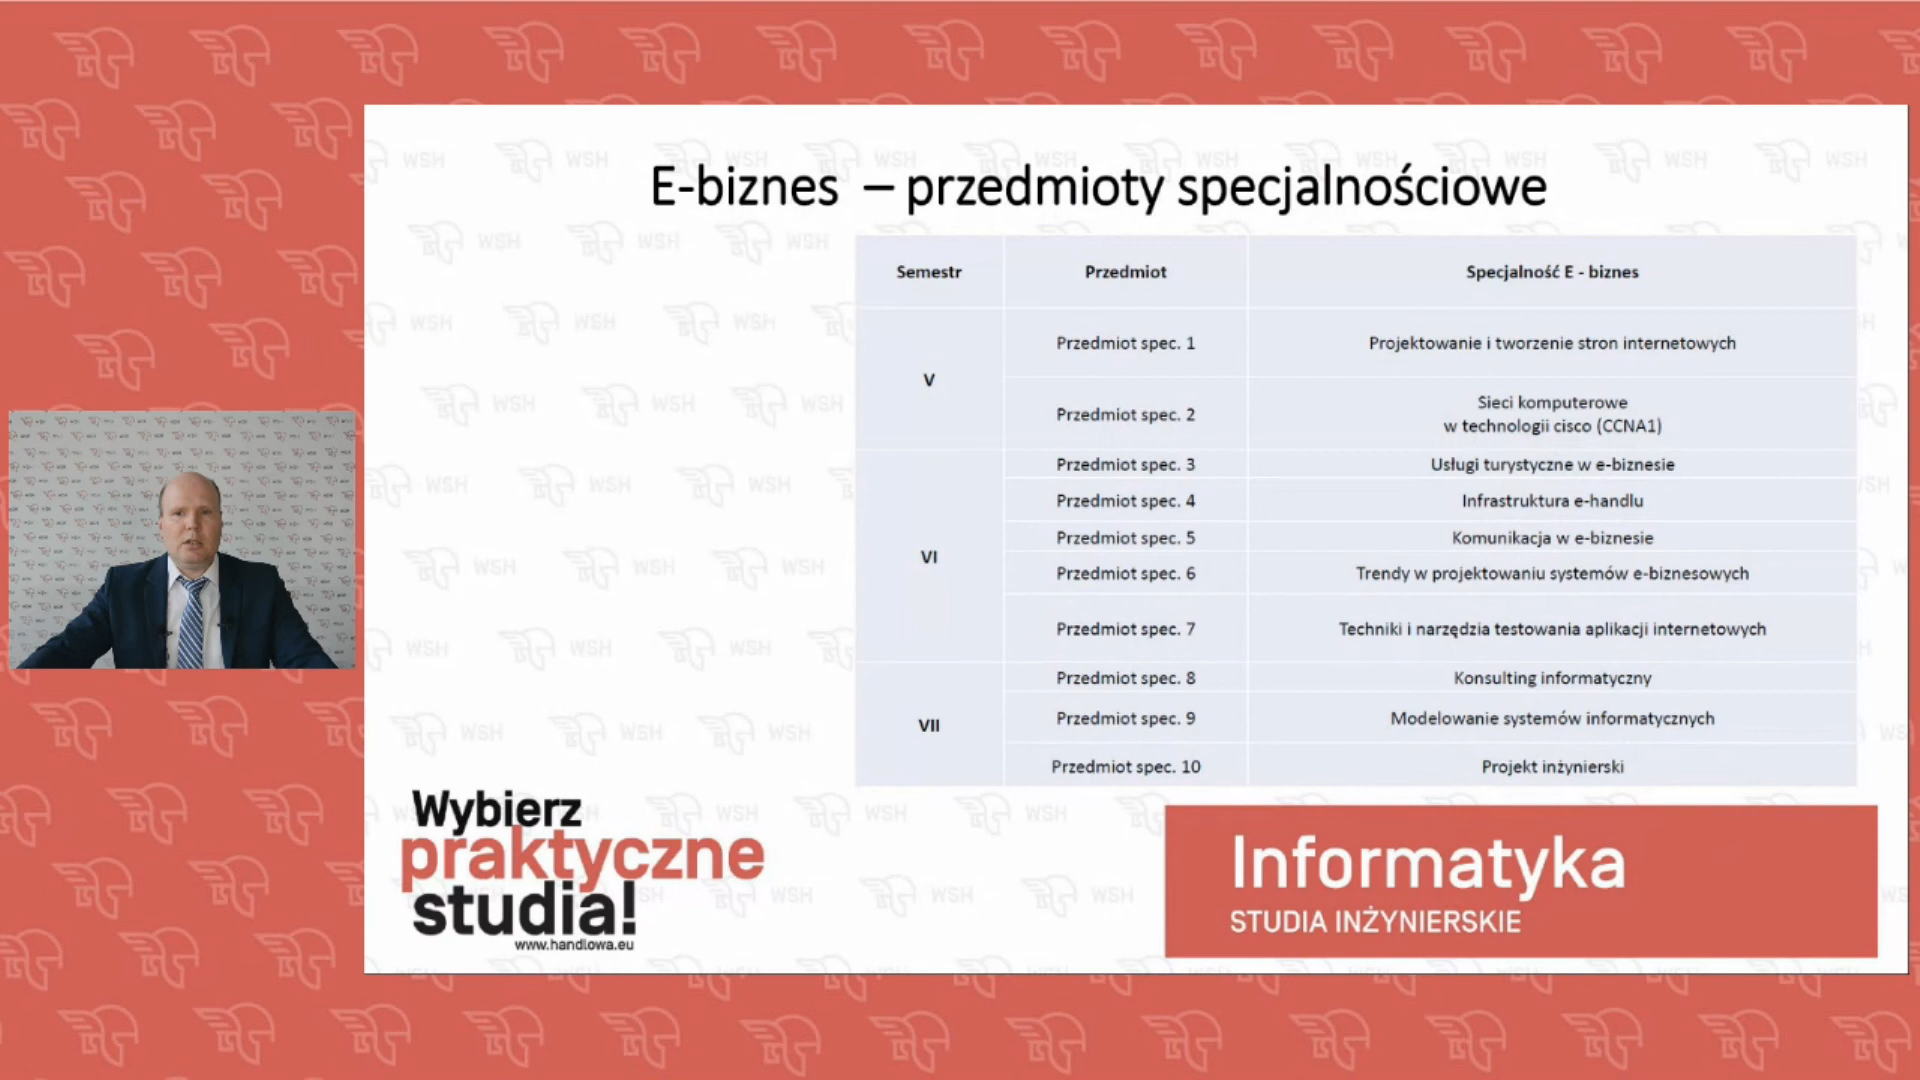 E-biznes – przedmioty specjalnościowe
Semestr Przedmiot Specjalność E - biznes
V
Przedmiot spec. 1 Projektowanie i tworzenie stron internetowych
Przedmiot spec. 2 Sieci komputerowe
w technologii cisco (CCNA1)
VI
Przedmiot spec. 3 Usługi turystyczne w e-biznesie
Przedmiot spec. 4 Infrastruktura e-handlu
Przedmiot spec. 5 Komunikacja w e-biznesie
Przedmiot spec. 6 Trendy w projektowaniu systemów e-biznesowych
Przedmiot spec. 7 Techniki i narzędzia testowania aplikacji internetowych
VII
Przedmiot spec. 8 Konsulting informatyczny
Przedmiot spec. 9 Modelowanie systemów informatycznych
Przedmiot spec. 10 Projekt inżynierski
Wybierz
praktyczne
studia!
www.handlowa.eu
Informatyka
STUDIA INŻYNIERSKIE